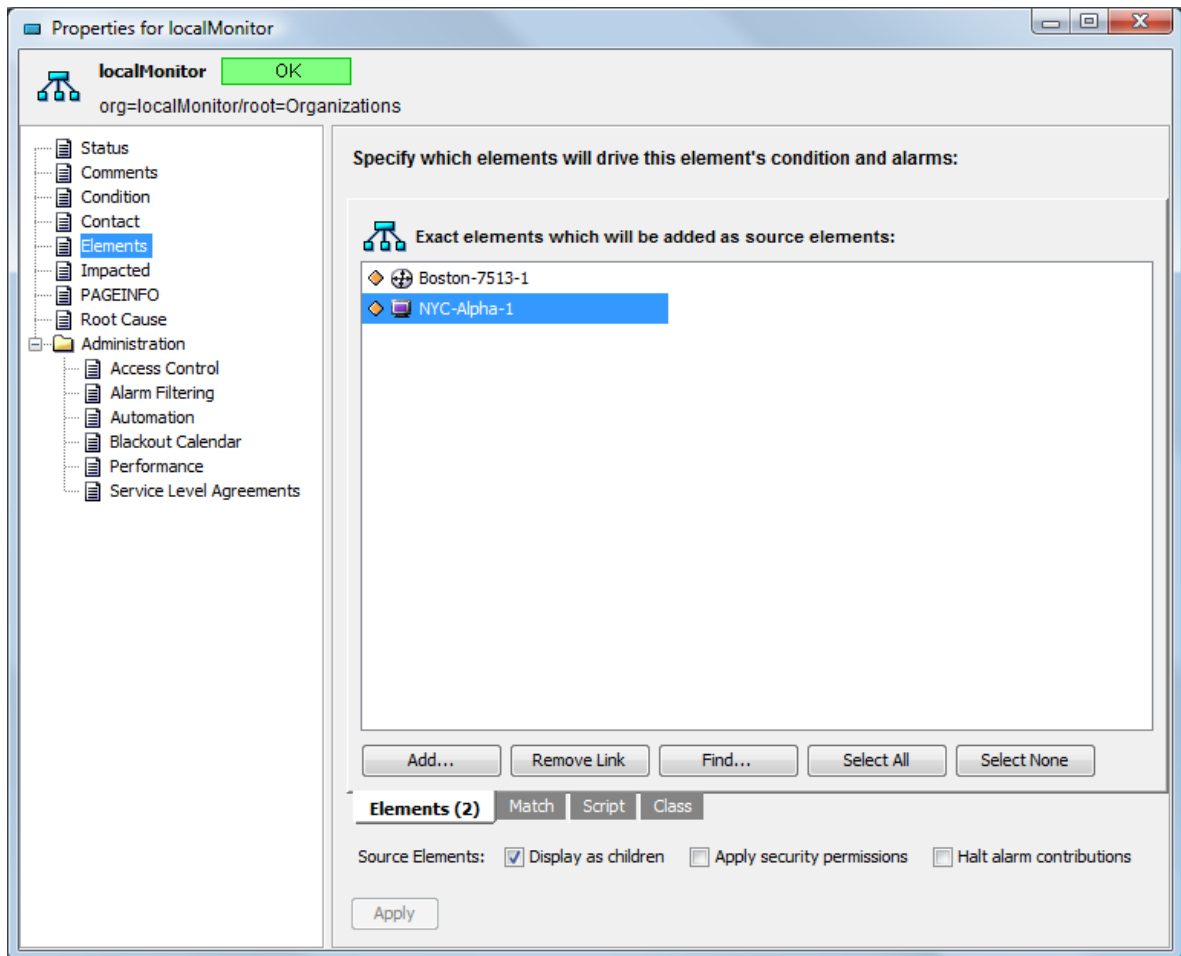 Properties for localMonitor
X
localMonitor OK
org=localMonitor/root=Organizations
Status
Comments
Condition
Contact
Elements
Impacted
PAGEINFO
Root Cause
Administration
Access Control
Alarm Filtering
Automation
Blackout Calendar
Performance
Service Level Agreements
Specify which elements will drive this element's condition and alarms:
Exact elements which will be added as source elements:
Boston-7513-1
NYC-Alpha-1
Add... Remove Link Find... Select All Select None
Elements (2) Match Script Class
Source Elements: Display as children Apply security permissions Halt alarm contributions
Apply